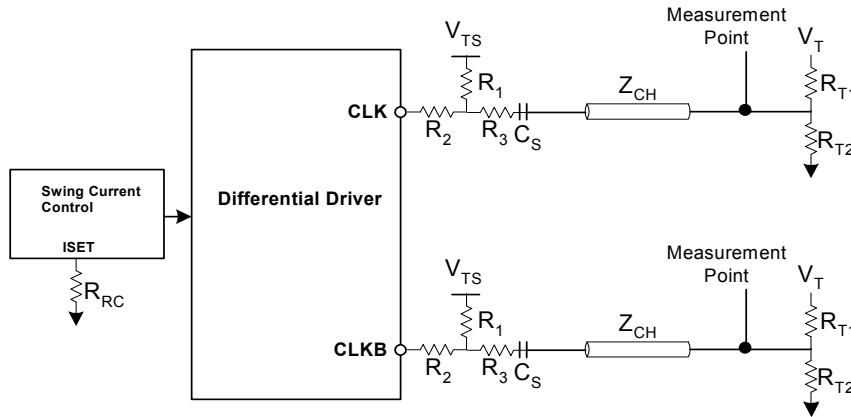 Measurement
Point
V_TS
V_T
R_1
R_T1
Z_CH
CLK
R_2
R_3
C_S
R_T2
Swing Current
Control
Differential Driver
ISET
R_RC
Measurement
Point
V_TS
V_T
R_1
Z_CH
R_T1
CLKB
R_2
R_3
C_S
R_T2